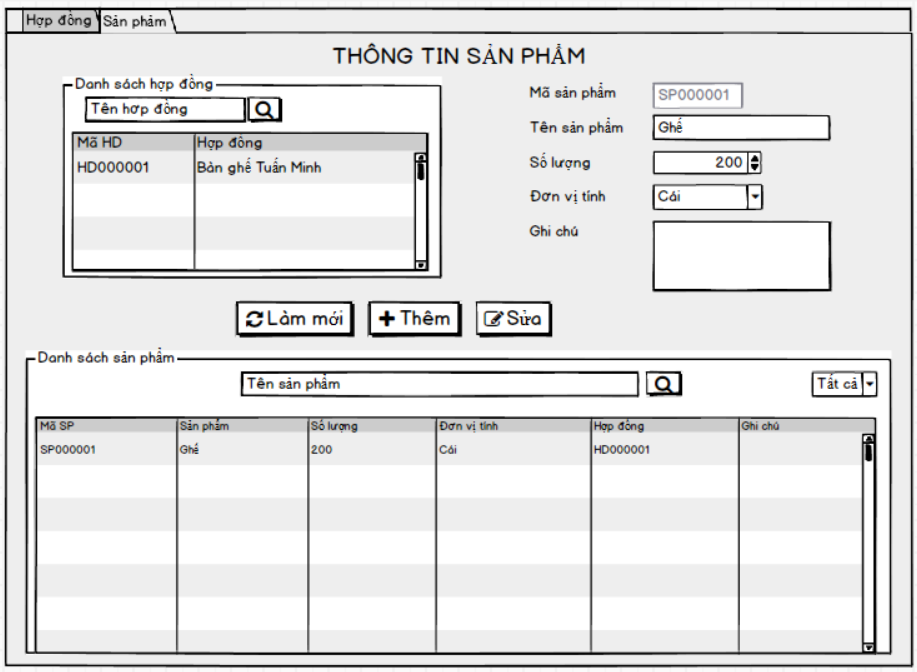 Hợp đồng Sản phẩm
THÔNG TIN SẢN PHẨM
Danh sách hợp đồng
Tên hợp đồng
Mã HD Hợp đồng
HD000001 Bàn ghế Tuấn Minh
Mã sản phẩm SP000001
Tên sản phẩm Ghế
Số lượng 200
Đơn vị tính Cái
Ghi chú
Làm mới Thêm Sửa
Danh sách sản phẩm
Tên sản phẩm Tất cả
Mã SP Sản phẩm Số lượng Đơn vị tính Hợp đồng Ghi chú
SP000001 Ghế 200 Cái HD000001